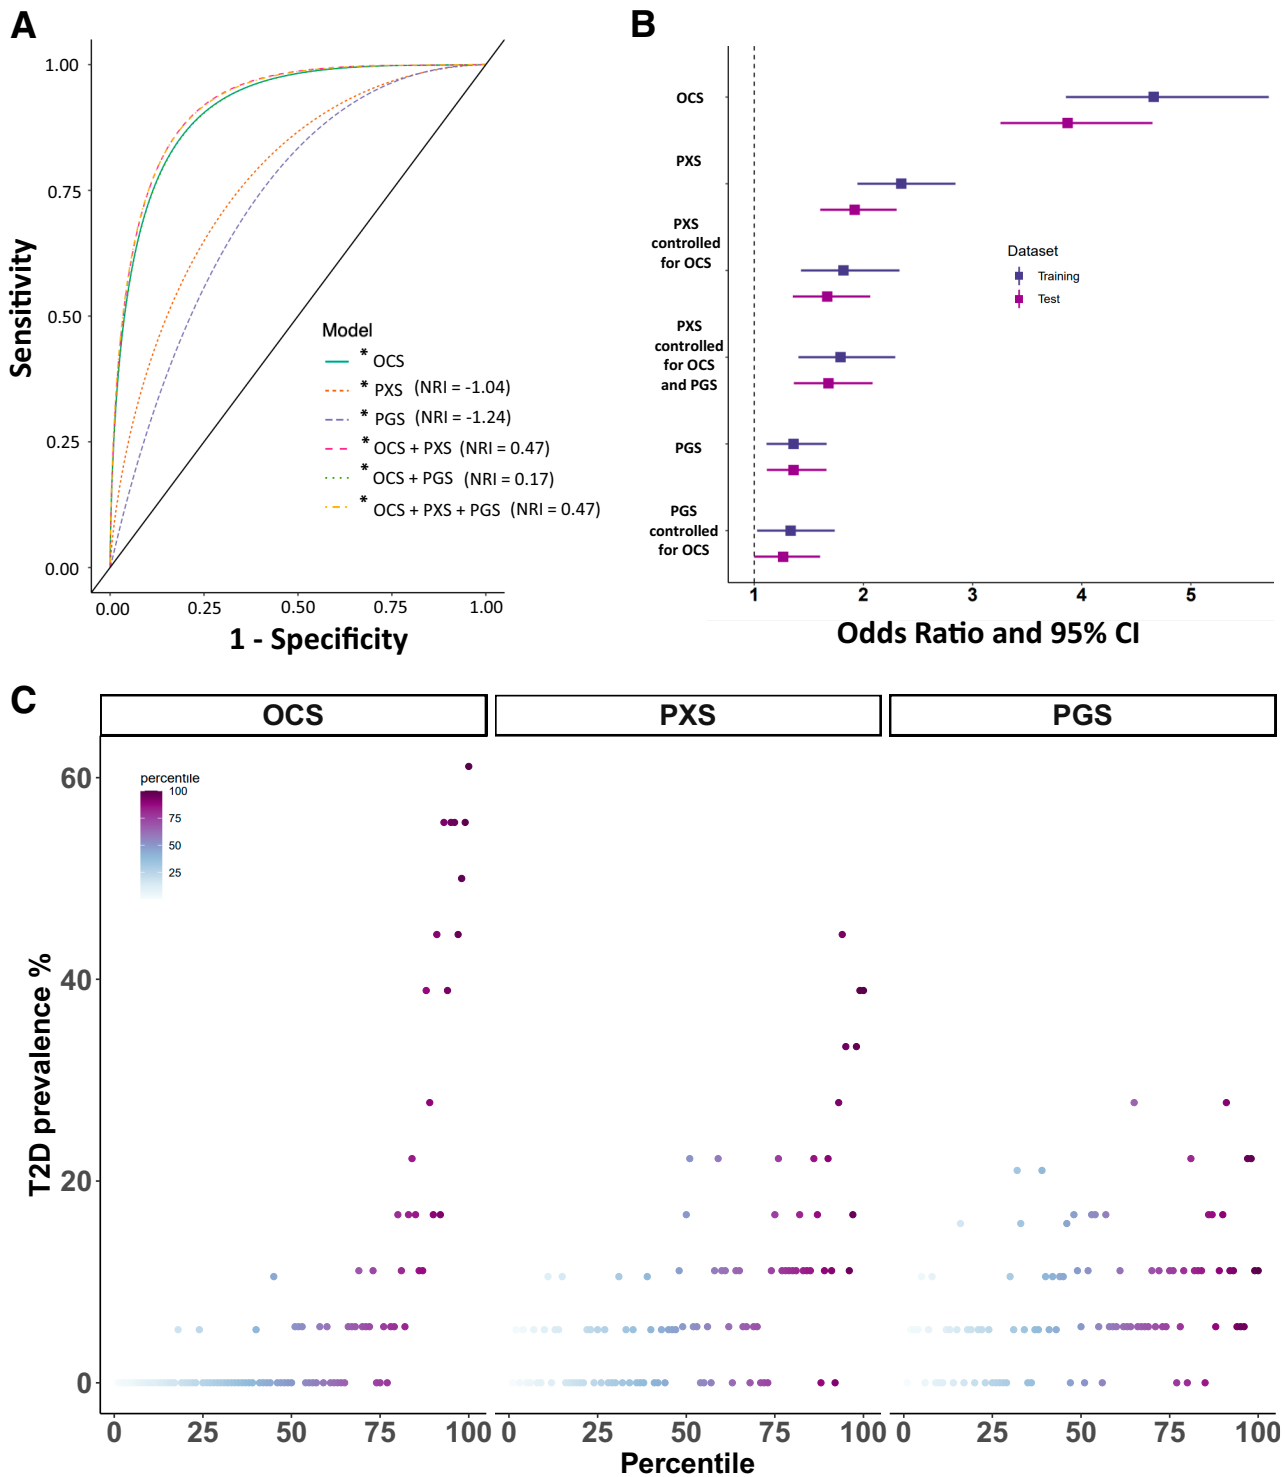 A
1.00
0.75
0.50
0.25
0.00
Sensitivity
0.00 0.25 0.50 0.75 1.00
1 - Specificity
Model
* OCS
* PXS (NRI = -1.04)
* PGS (NRI = -1.24)
* OCS + PXS (NRI = 0.47)
* OCS + PGS (NRI = 0.17)
* OCS + PXS + PGS (NRI = 0.47)
B
OCS
PXS
PXS
controlled
for OCS
PXS
controlled
for OCS
and PGS
PGS
PGS
controlled
for OCS
Dataset
Training
Test
1 2 3 4 5
Odds Ratio and 95% CI
C
OCS PXS PGS
percentile
100
75
50
25
60
40
20
0
T2D prevalence %
0 25 50 75 100 0 25 50 75 100 0 25 50 75 100
Percentile